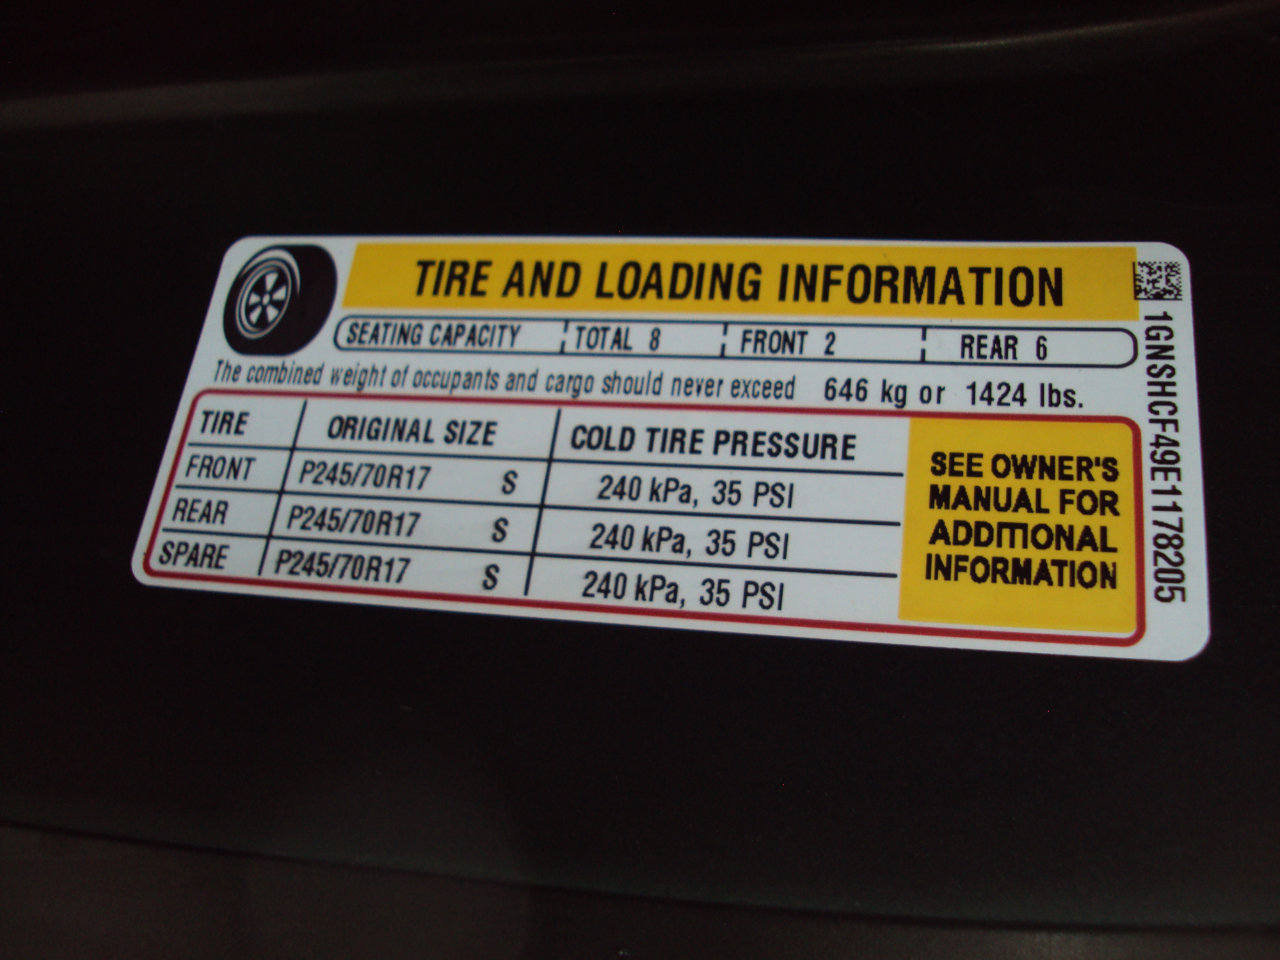 TIRE AND LOADING INFORMATION
SEATING CAPACITY TOTAL 8 FRONT 2 REAR 6
The combined weight of occupants and cargo should never exceed 646 kg or 1424 lbs.
TIRE ORIGINAL SIZE COLD TIRE PRESSURE
FRONT P245/70R17 S 240 kPa, 35 PSI
REAR P245/70R17 S 240 kPa, 35 PSI
SPARE P245/70R17 S 240 kPa, 35 PSI
SEE OWNER'S
MANUAL FOR
ADDITIONAL
INFORMATION
1GNSHCF49E1178205